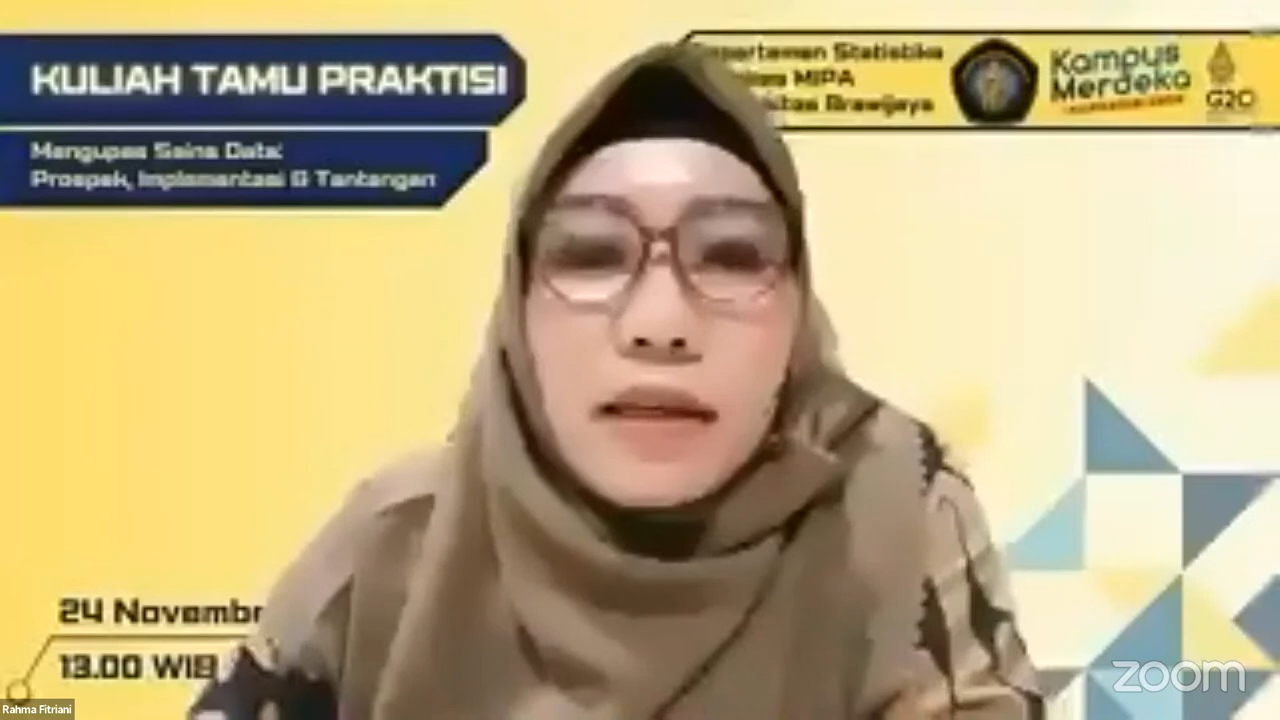 KULIAH TAMU PRAKTISI
Mengupas Sains Data:
Prospek, Implementasi & Tantangan
Statistika
MIPA
Brawijaya
Kampus
Merdeka
G20
24
13.00 WIB
zoom
Rahma Fitriani